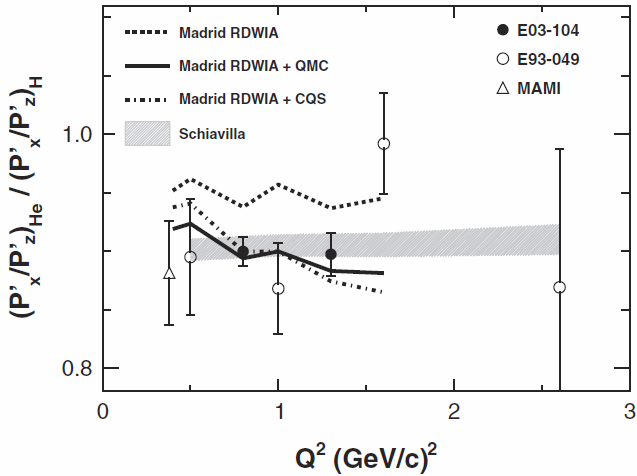 Madrid RDWIA
Madrid RDWIA + QMC
Madrid RDWIA + CQS
Schiavilla
E03-104
E93-049
MAMI
(P'x/P'z)He / (P'x/P'z)H
1.0
0.8
0 1 2 3
Q² (GeV/c)²